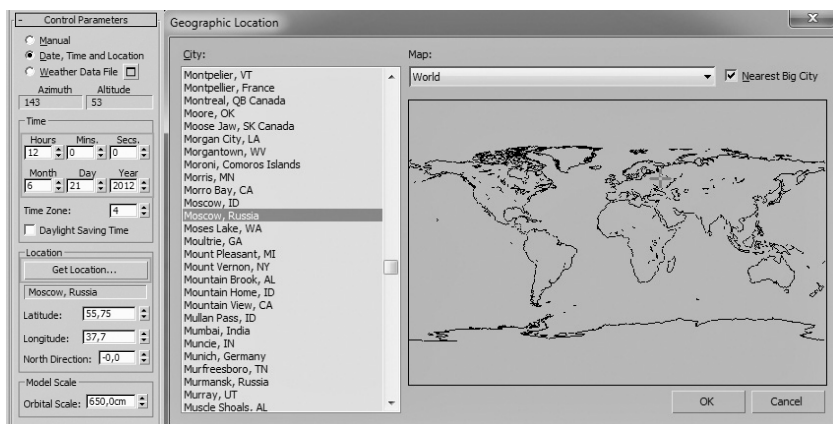 - Control Parameters
Manual
Date, Time and Location
Weather Data File
Azimuth Altitude
143 53
Time
Hours Mins. Secs.
12 0 0
Month Day Year
6 21 2012
Time Zone: 4
Daylight Saving Time
Location
Get Location...
Moscow, Russia
Latitude: 55,75
Longitude: 37,7
North Direction: -0,0
Model Scale
Orbital Scale: 650,0cm
Geographic Location
City:
Montpelier, VT
Montpellier, France
Montreal, QB Canada
Moore, OK
Moose Jaw, SK Canada
Morgan City, LA
Morgantown, WV
Moroni, Comoros Islands
Morris, MN
Morro Bay, CA
Moscow, ID
Moscow, Russia
Moses Lake, WA
Moultrie, GA
Mount Pleasant, MI
Mount Vernon, NY
Mountain Brook, AL
Mountain Home, ID
Mountain View, CA
Mullan Pass, ID
Mumbai, India
Muncie, IN
Munich, Germany
Murfreesboro, TN
Murmansk, Russia
Murray, UT
Muscle Shoals, AL
Map:
World
Nearest Big City
OK Cancel